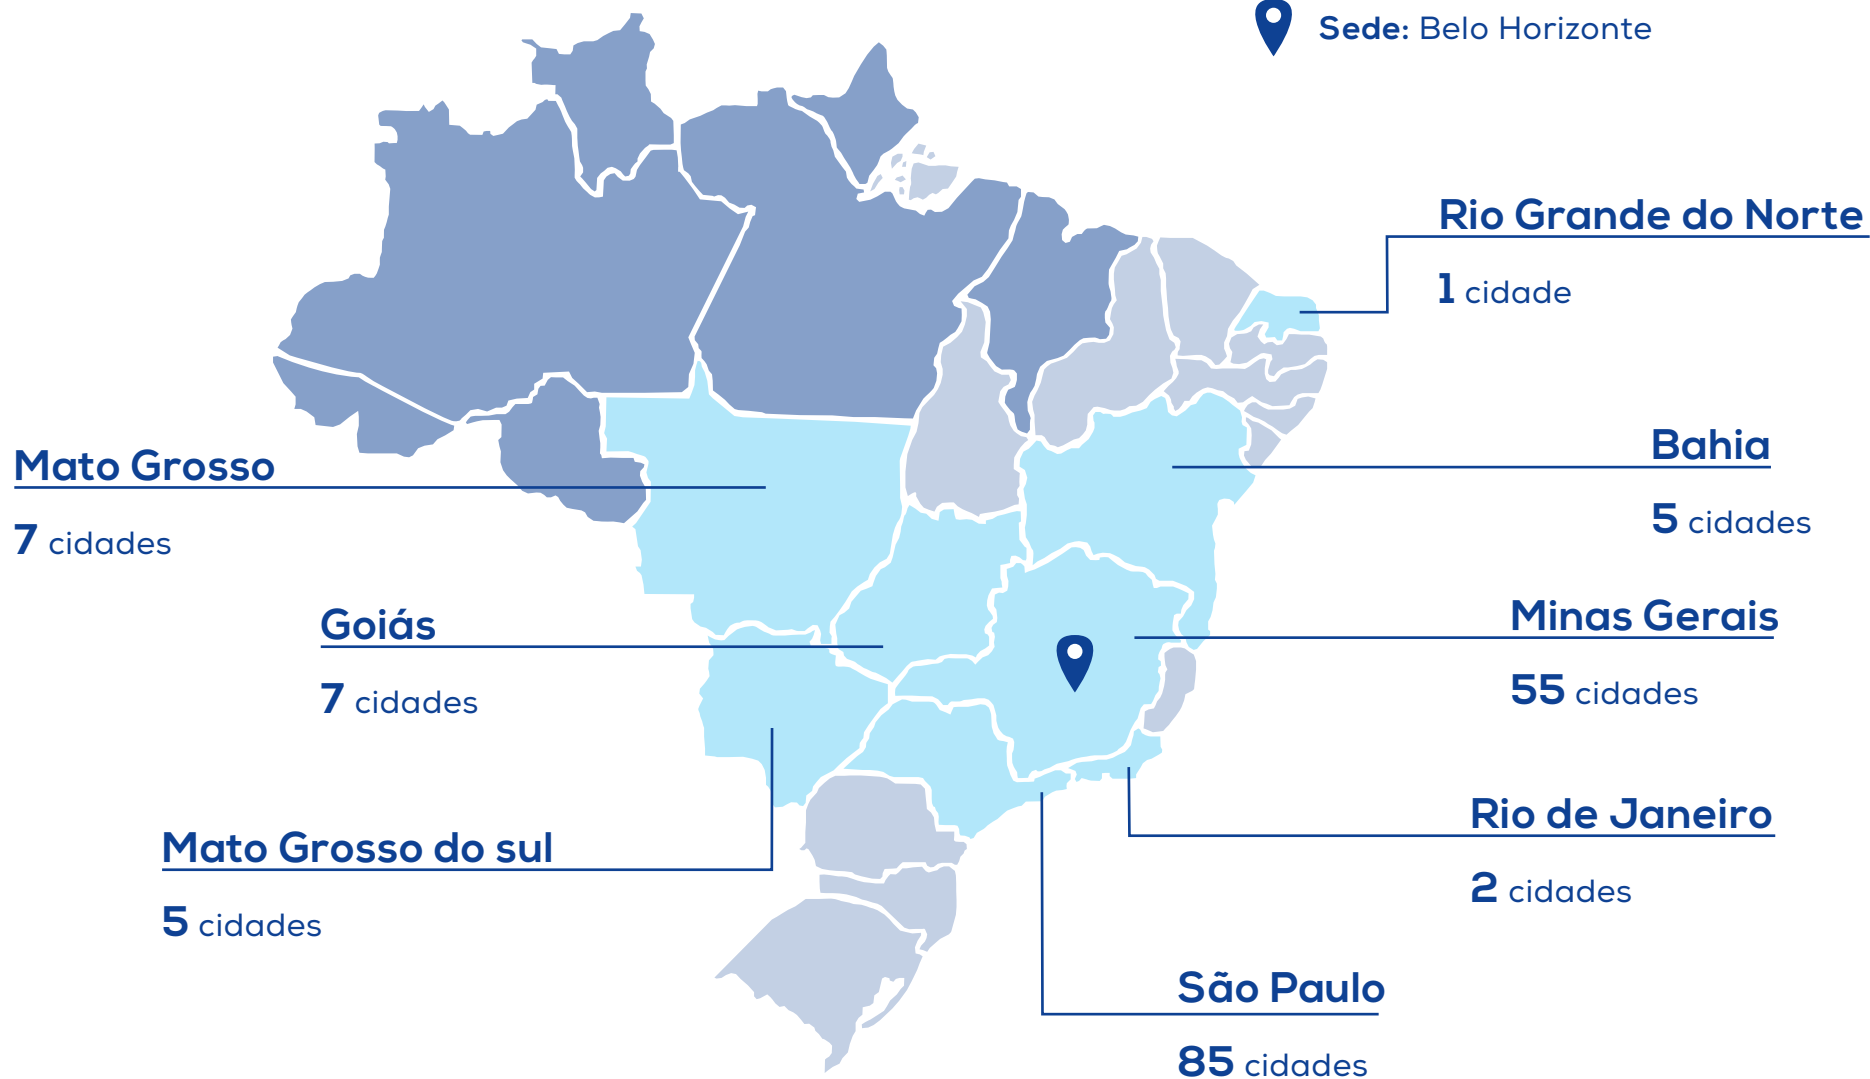 Sede: Belo Horizonte
Rio Grande do Norte
1 cidade
Bahia
5 cidades
Mato Grosso
7 cidades
Minas Gerais
55 cidades
Goiás
7 cidades
Rio de Janeiro
2 cidades
Mato Grosso do sul
5 cidades
São Paulo
85 cidades